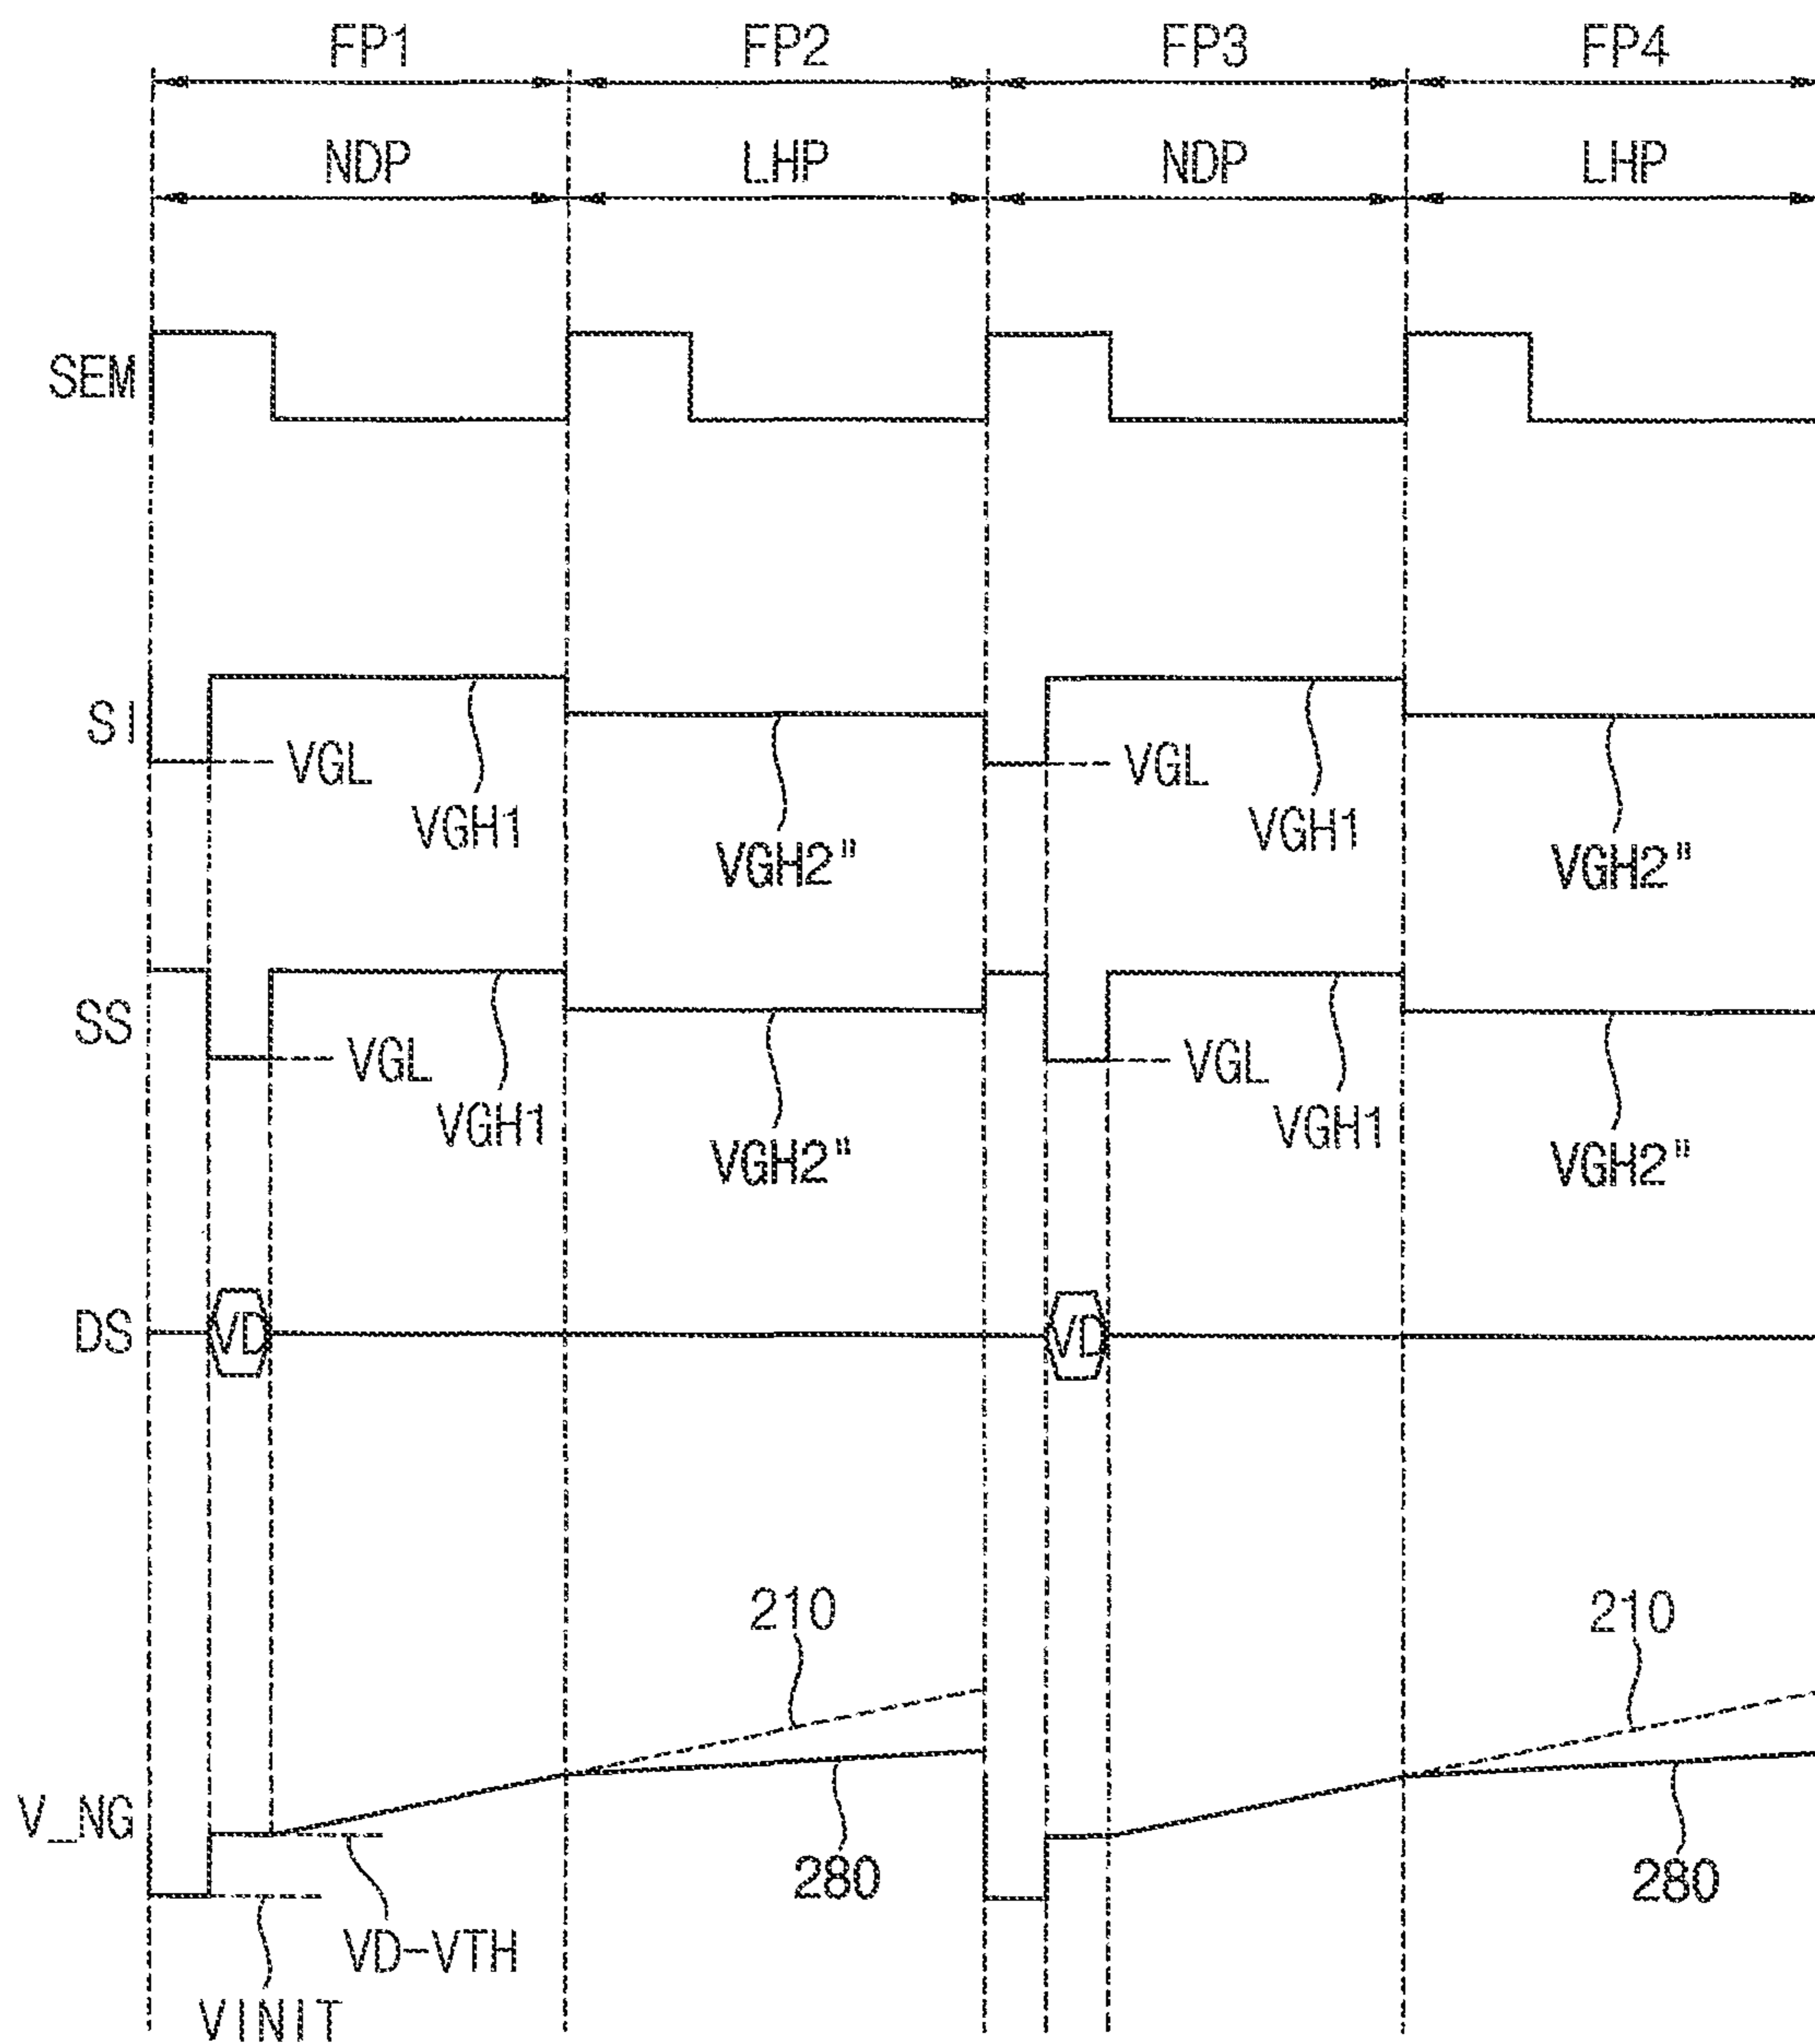 FP1 FP2 FP3 FP4
NDP LHP NDP LHP
SEM
SI
VGL VGH1 VGH2" VGL VGH1 VGH2"
SS
VGL VGH1 VGH2" VGL VGH1 VGH2"
DS VD VD
210 210
V_NG
280 280
VD-VTH
VINIT